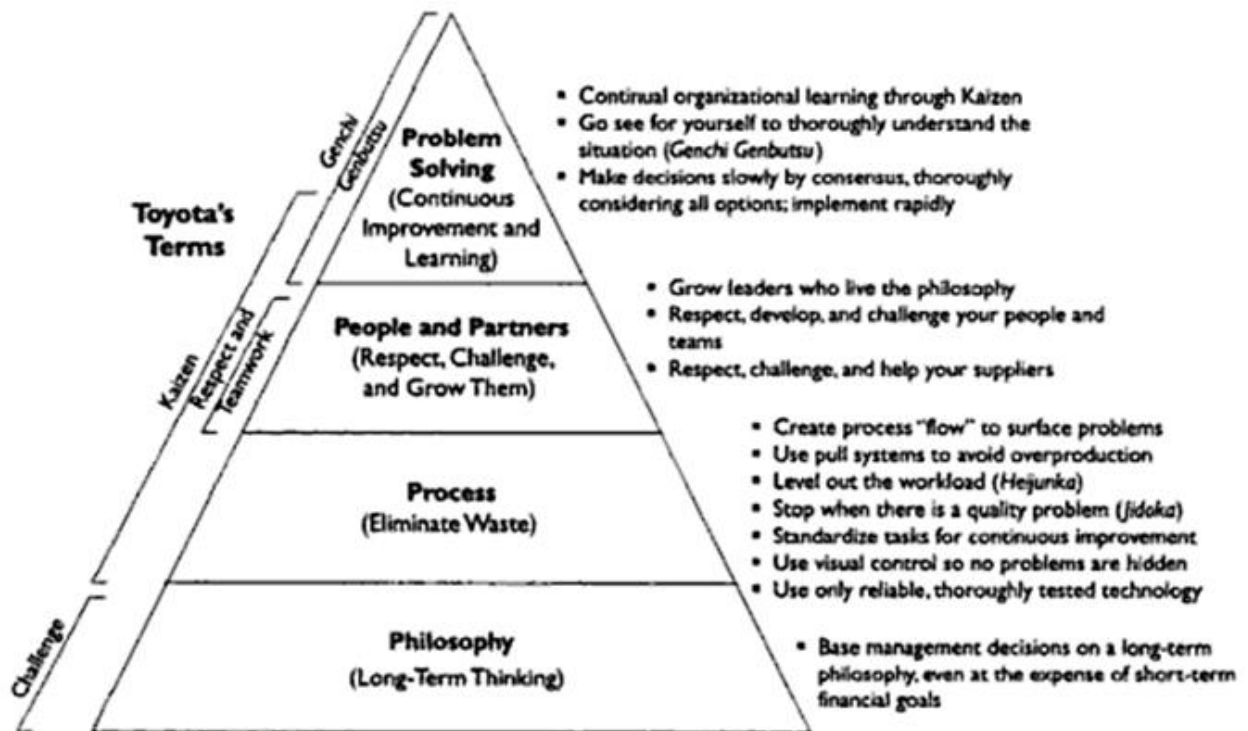 Toyota's
Terms
Genchi
Genbutsu
Kaizen
Respect and
Teamwork
Challenge
Problem
Solving
(Continuous
Improvement and
Learning)
▪ Continual organizational learning through Kaizen
▪ Go see for yourself to thoroughly understand the
situation (Genchi Genbutsu)
▪ Make decisions slowly by consensus, thoroughly
considering all options; implement rapidly
People and Partners
(Respect, Challenge,
and Grow Them)
▪ Grow leaders who live the philosophy
▪ Respect, develop, and challenge your people and
teams
▪ Respect, challenge, and help your suppliers
Process
(Eliminate Waste)
▪ Create process "flow" to surface problems
▪ Use pull systems to avoid overproduction
▪ Level out the workload (Heijunka)
▪ Stop when there is a quality problem (Jidoka)
▪ Standardize tasks for continuous improvement
▪ Use visual control so no problems are hidden
▪ Use only reliable, thoroughly tested technology
Philosophy
(Long-Term Thinking)
▪ Base management decisions on a long-term
philosophy, even at the expense of short-term
financial goals